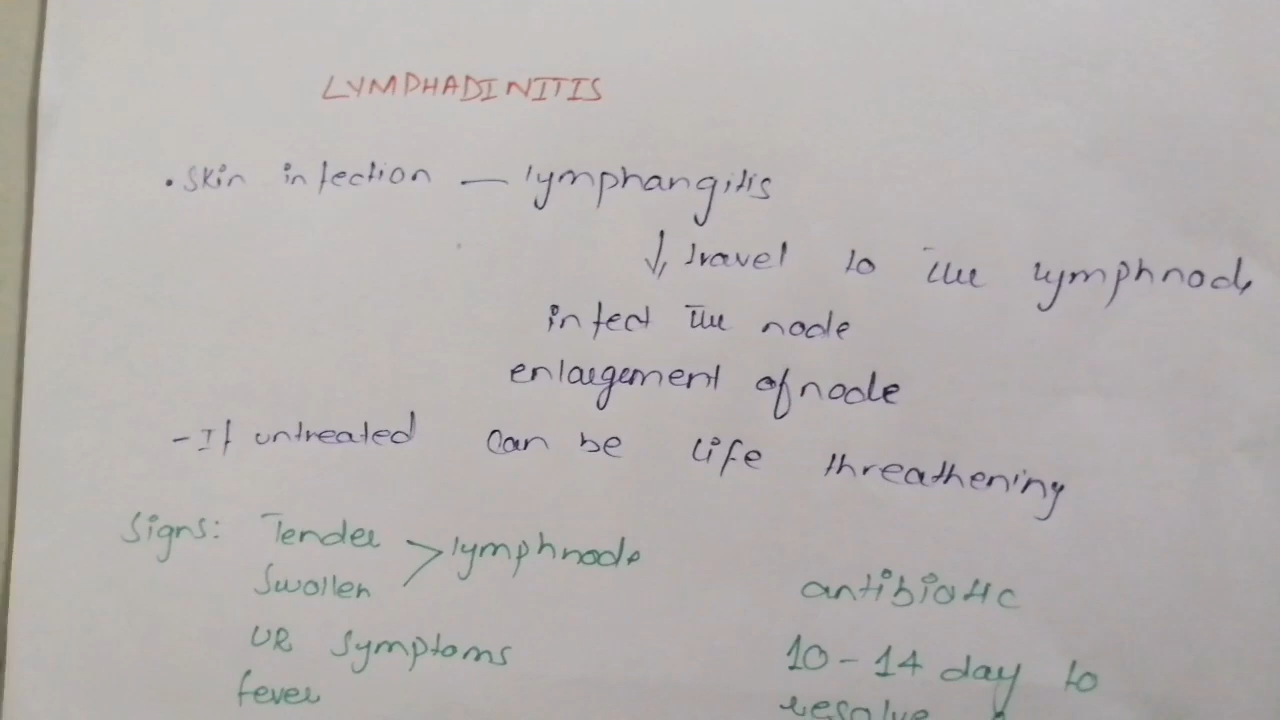 LYMPHADINITIS
• Skin infection — lymphangitis
↓, travel to the lymphnode
infect the node
enlargement of node
- If untreated can be life threathening
Signs: Tender > lymphnode
Swollen
UR symptoms
fever
antibiotic
10-14 day to
resolve